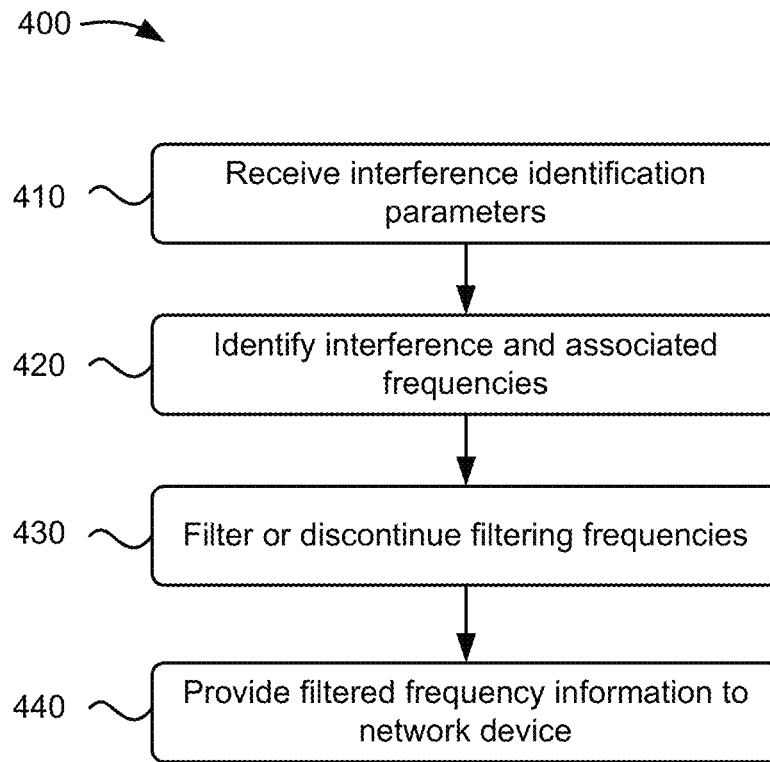 400
410
Receive interference identification
parameters
420
Identify interference and associated
frequencies
430
Filter or discontinue filtering frequencies
440
Provide filtered frequency information to
network device